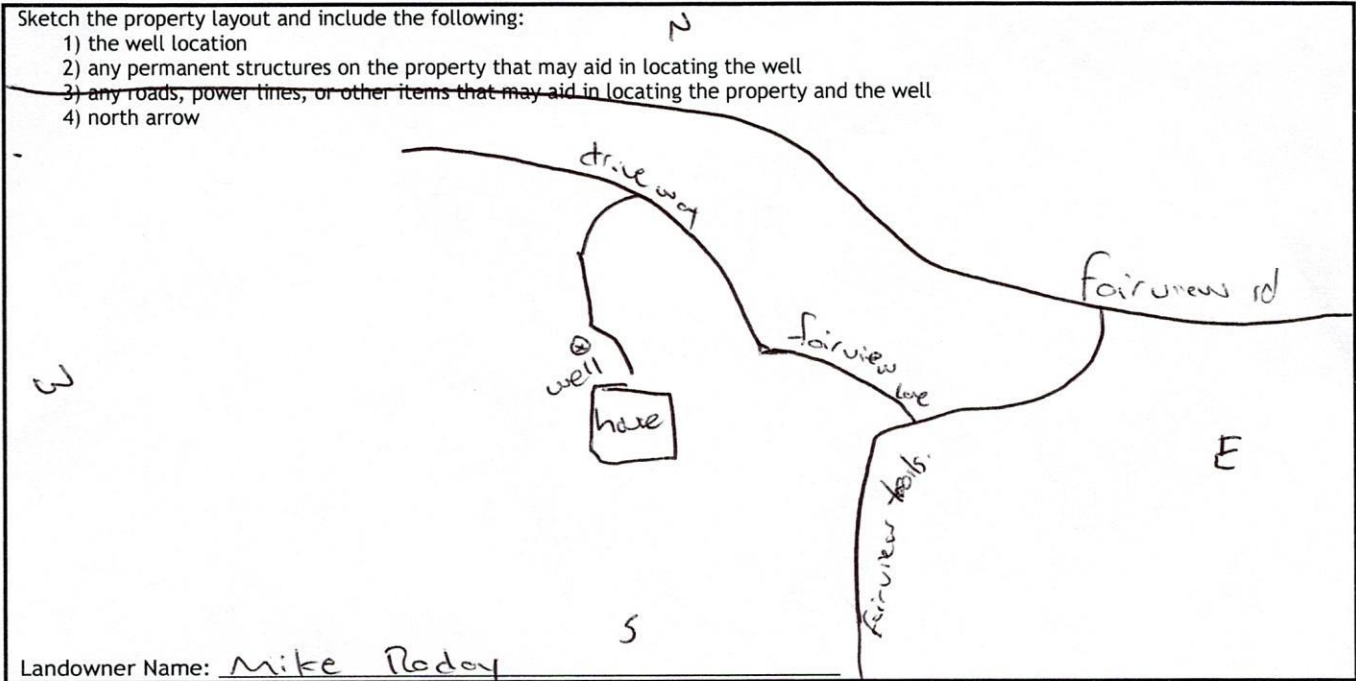 Sketch the property layout and include the following:
1) the well location
2) any permanent structures on the property that may aid in locating the well
3) any roads, power lines, or other items that may aid in locating the property and the well
4) north arrow
N
drive way
fairview rd
fairview
well
W
E
fairview
S
Landowner Name: Mike